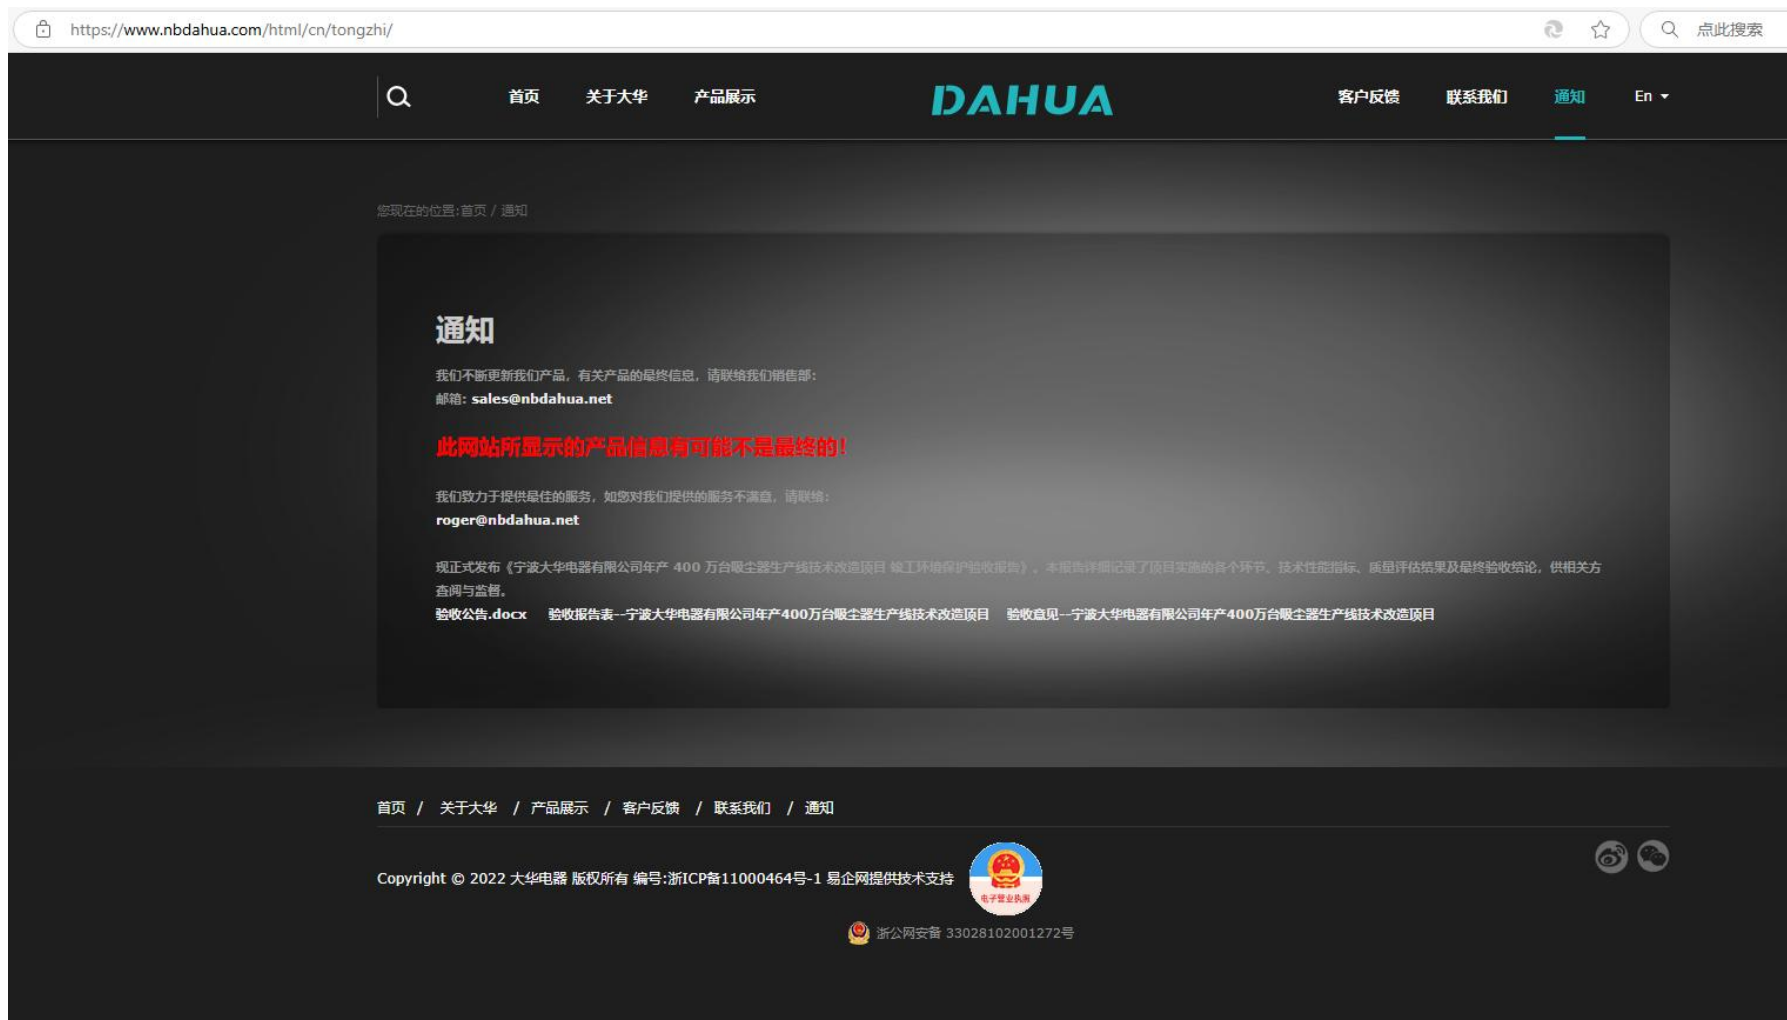 https://www.nbdahua.com/html/cn/tongzhi/
点此搜索
首页 关于大华 产品展示 DAHUA 客户反馈 联系我们 通知 En
您现在的位置:首页 / 通知
通知
我们不断更新我们产品，有关产品的最终信息，请联络我们销售部：
邮箱: sales@nbdahua.net
此网站所显示的产品信息有可能不是最终的！
我们致力于提供最佳的服务，如您对我们提供的服务不满意，请联络：
roger@nbdahua.net
现正式发布《宁波大华电器有限公司年产 400 万台吸尘器生产线技术改造项目 竣工环境保护验收报告》。本报告详细记录了项目实施的各个环节、技术性能指标、质量评估结果及最终验收结论，供相关方
查阅与监督。
验收公告.docx 验收报告表--宁波大华电器有限公司年产400万台吸尘器生产线技术改造项目 验收意见--宁波大华电器有限公司年产400万台吸尘器生产线技术改造项目
首页 / 关于大华 / 产品展示 / 客户反馈 / 联系我们 / 通知
Copyright © 2022 大华电器 版权所有 编号:浙ICP备11000464号-1 易企网提供技术支持
电子营业执照
浙公网安备 33028102001272号